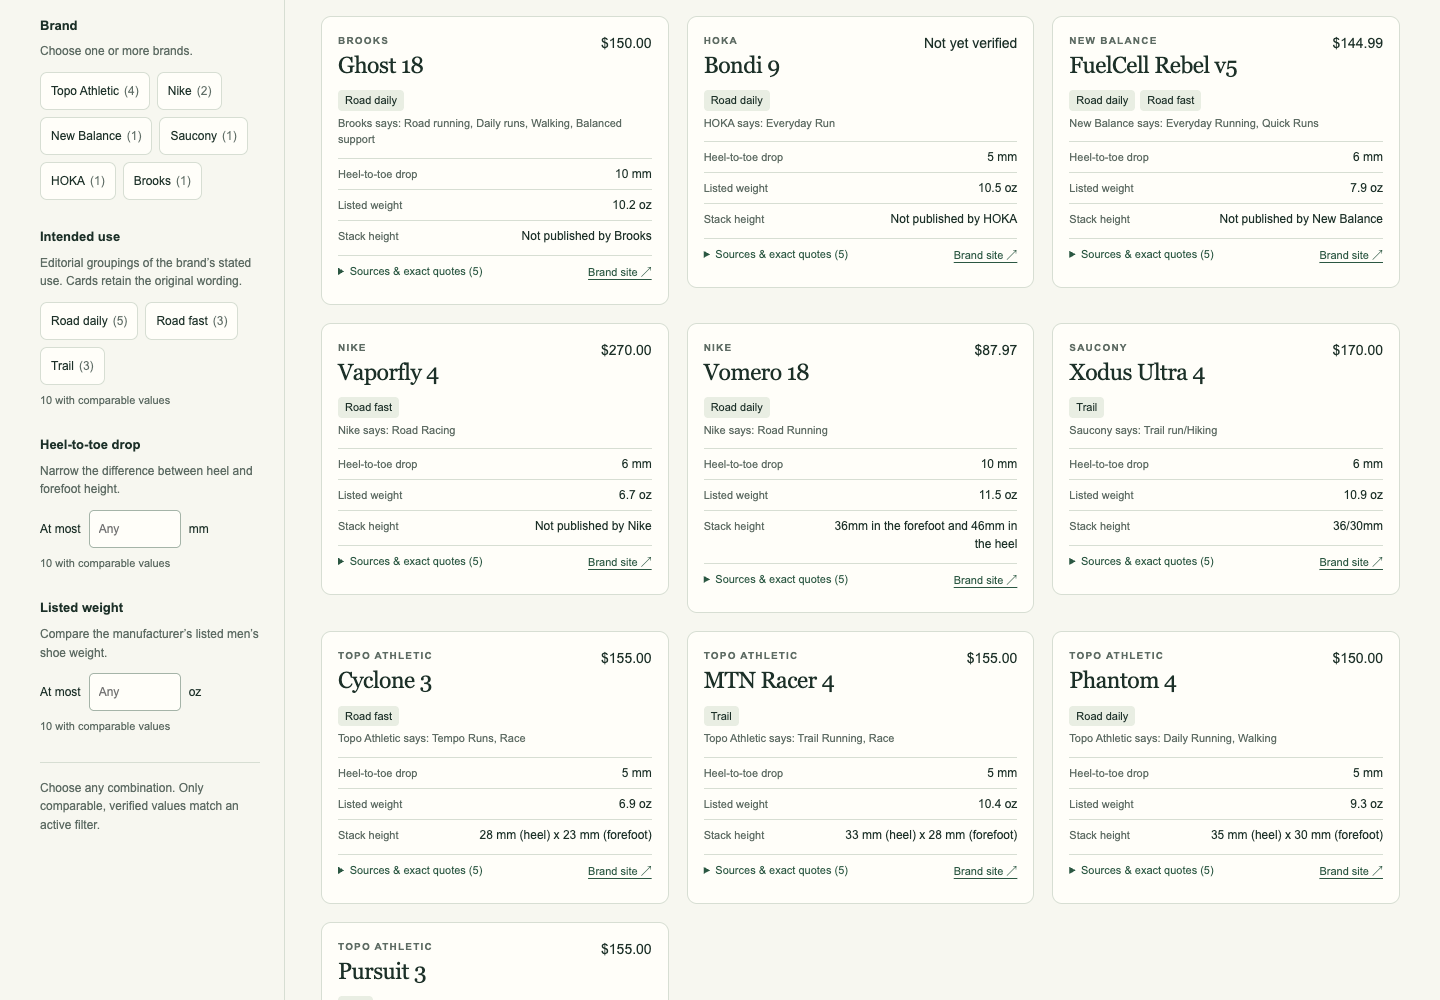 Brand
Choose one or more brands.
Topo Athletic (4)
Nike (2)
New Balance (1)
Saucony (1)
HOKA (1)
Brooks (1)
Intended use
Editorial groupings of the brand's stated
use. Cards retain the original wording.
Road daily (5)
Road fast (3)
Trail (3)
10 with comparable values
Heel-to-toe drop
Narrow the difference between heel and
forefoot height.
At most Any mm
10 with comparable values
Listed weight
Compare the manufacturer's listed men's
shoe weight.
At most Any oz
10 with comparable values
Choose any combination. Only
comparable, verified values match an
active filter.
BROOKS
$150.00
Ghost 18
Road daily
Brooks says: Road running, Daily runs, Walking, Balanced
support
Heel-to-toe drop 10 mm
Listed weight 10.2 oz
Stack height Not published by Brooks
▶ Sources & exact quotes (5) Brand site ↗
HOKA
Not yet verified
Bondi 9
Road daily
HOKA says: Everyday Run
Heel-to-toe drop 5 mm
Listed weight 10.5 oz
Stack height Not published by HOKA
▶ Sources & exact quotes (5) Brand site ↗
NEW BALANCE
$144.99
FuelCell Rebel v5
Road daily Road fast
New Balance says: Everyday Running, Quick Runs
Heel-to-toe drop 6 mm
Listed weight 7.9 oz
Stack height Not published by New Balance
▶ Sources & exact quotes (5) Brand site ↗
NIKE
$270.00
Vaporfly 4
Road fast
Nike says: Road Racing
Heel-to-toe drop 6 mm
Listed weight 6.7 oz
Stack height Not published by Nike
▶ Sources & exact quotes (5) Brand site ↗
NIKE
$87.97
Vomero 18
Road daily
Nike says: Road Running
Heel-to-toe drop 10 mm
Listed weight 11.5 oz
Stack height 36mm in the forefoot and 46mm in
the heel
▶ Sources & exact quotes (5) Brand site ↗
SAUCONY
$170.00
Xodus Ultra 4
Trail
Saucony says: Trail run/Hiking
Heel-to-toe drop 6 mm
Listed weight 10.9 oz
Stack height 36/30mm
▶ Sources & exact quotes (5) Brand site ↗
TOPO ATHLETIC
$155.00
Cyclone 3
Road fast
Topo Athletic says: Tempo Runs, Race
Heel-to-toe drop 5 mm
Listed weight 6.9 oz
Stack height 28 mm (heel) x 23 mm (forefoot)
▶ Sources & exact quotes (5) Brand site ↗
TOPO ATHLETIC
$155.00
MTN Racer 4
Trail
Topo Athletic says: Trail Running, Race
Heel-to-toe drop 5 mm
Listed weight 10.4 oz
Stack height 33 mm (heel) x 28 mm (forefoot)
▶ Sources & exact quotes (5) Brand site ↗
TOPO ATHLETIC
$150.00
Phantom 4
Road daily
Topo Athletic says: Daily Running, Walking
Heel-to-toe drop 5 mm
Listed weight 9.3 oz
Stack height 35 mm (heel) x 30 mm (forefoot)
▶ Sources & exact quotes (5) Brand site ↗
TOPO ATHLETIC
$155.00
Pursuit 3